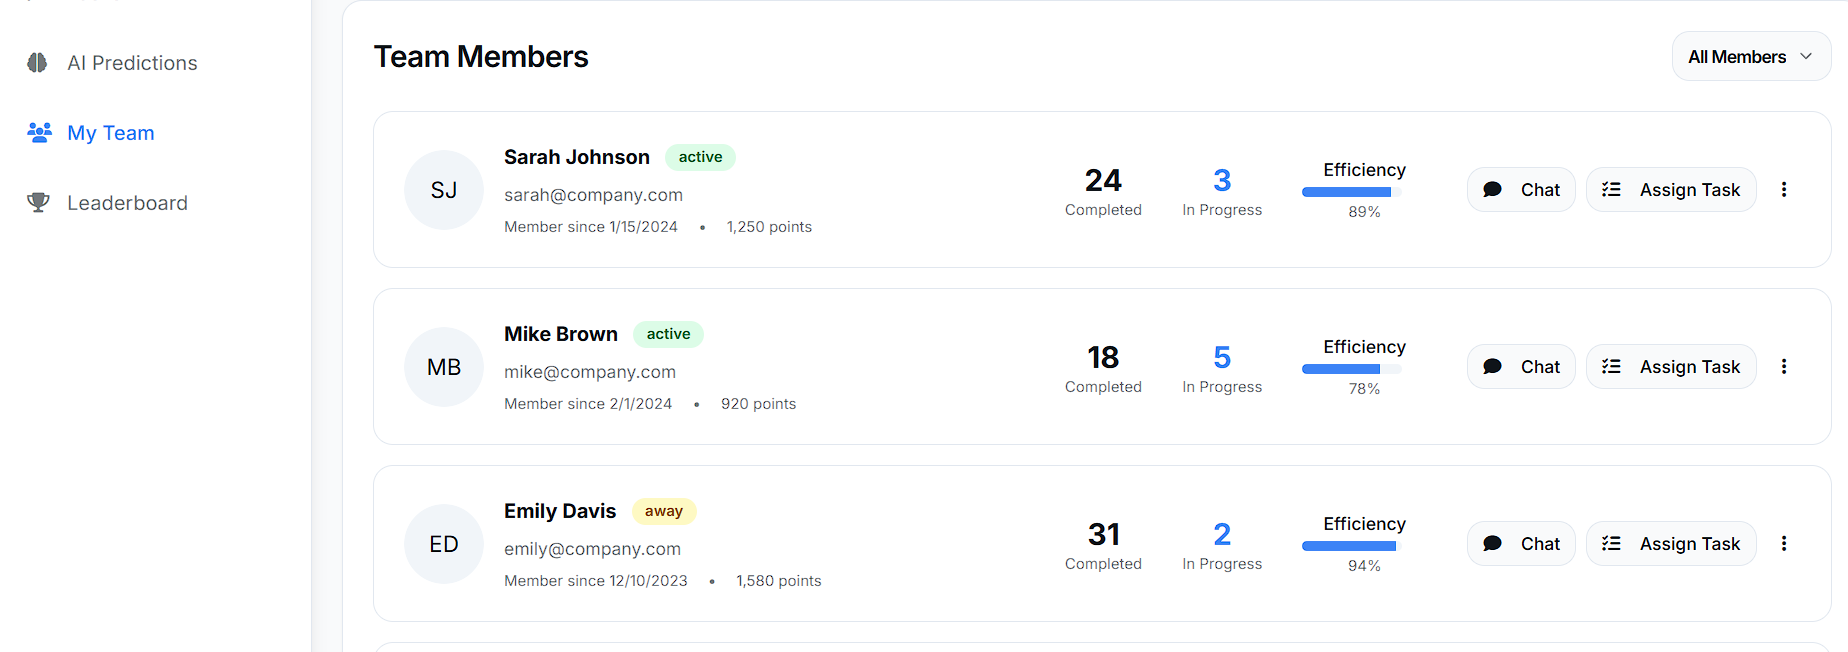 AI Predictions
My Team
Leaderboard
Team Members
All Members
SJ
Sarah Johnson active
sarah@company.com
Member since 1/15/2024 • 1,250 points
24
Completed
3
In Progress
Efficiency
89%
Chat
Assign Task
MB
Mike Brown active
mike@company.com
Member since 2/1/2024 • 920 points
18
Completed
5
In Progress
Efficiency
78%
Chat
Assign Task
ED
Emily Davis away
emily@company.com
Member since 12/10/2023 • 1,580 points
31
Completed
2
In Progress
Efficiency
94%
Chat
Assign Task